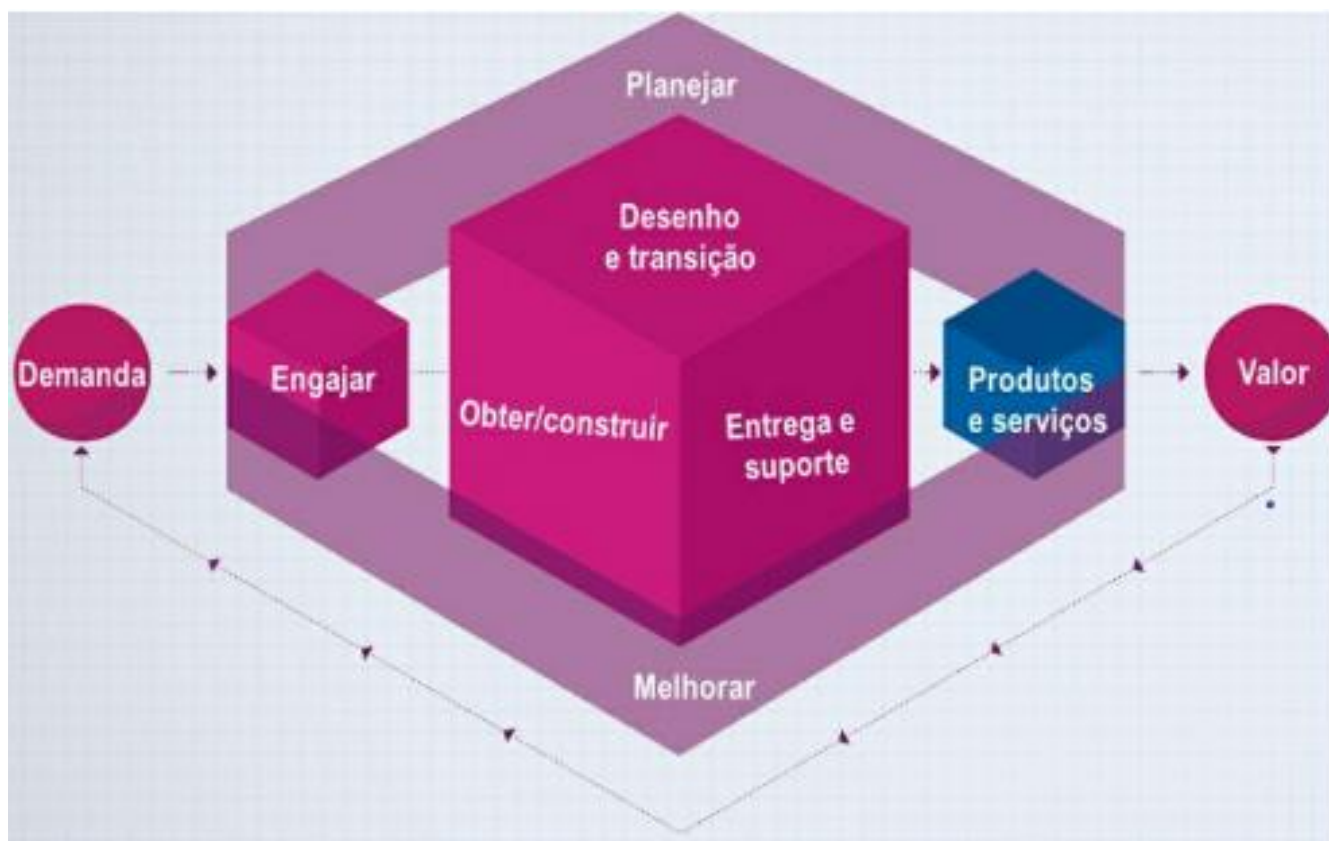 Planejar
Desenho
e transição
Demanda
Engajar
Obter/construir
Entrega e
suporte
Produtos
e serviços
Valor
Melhorar